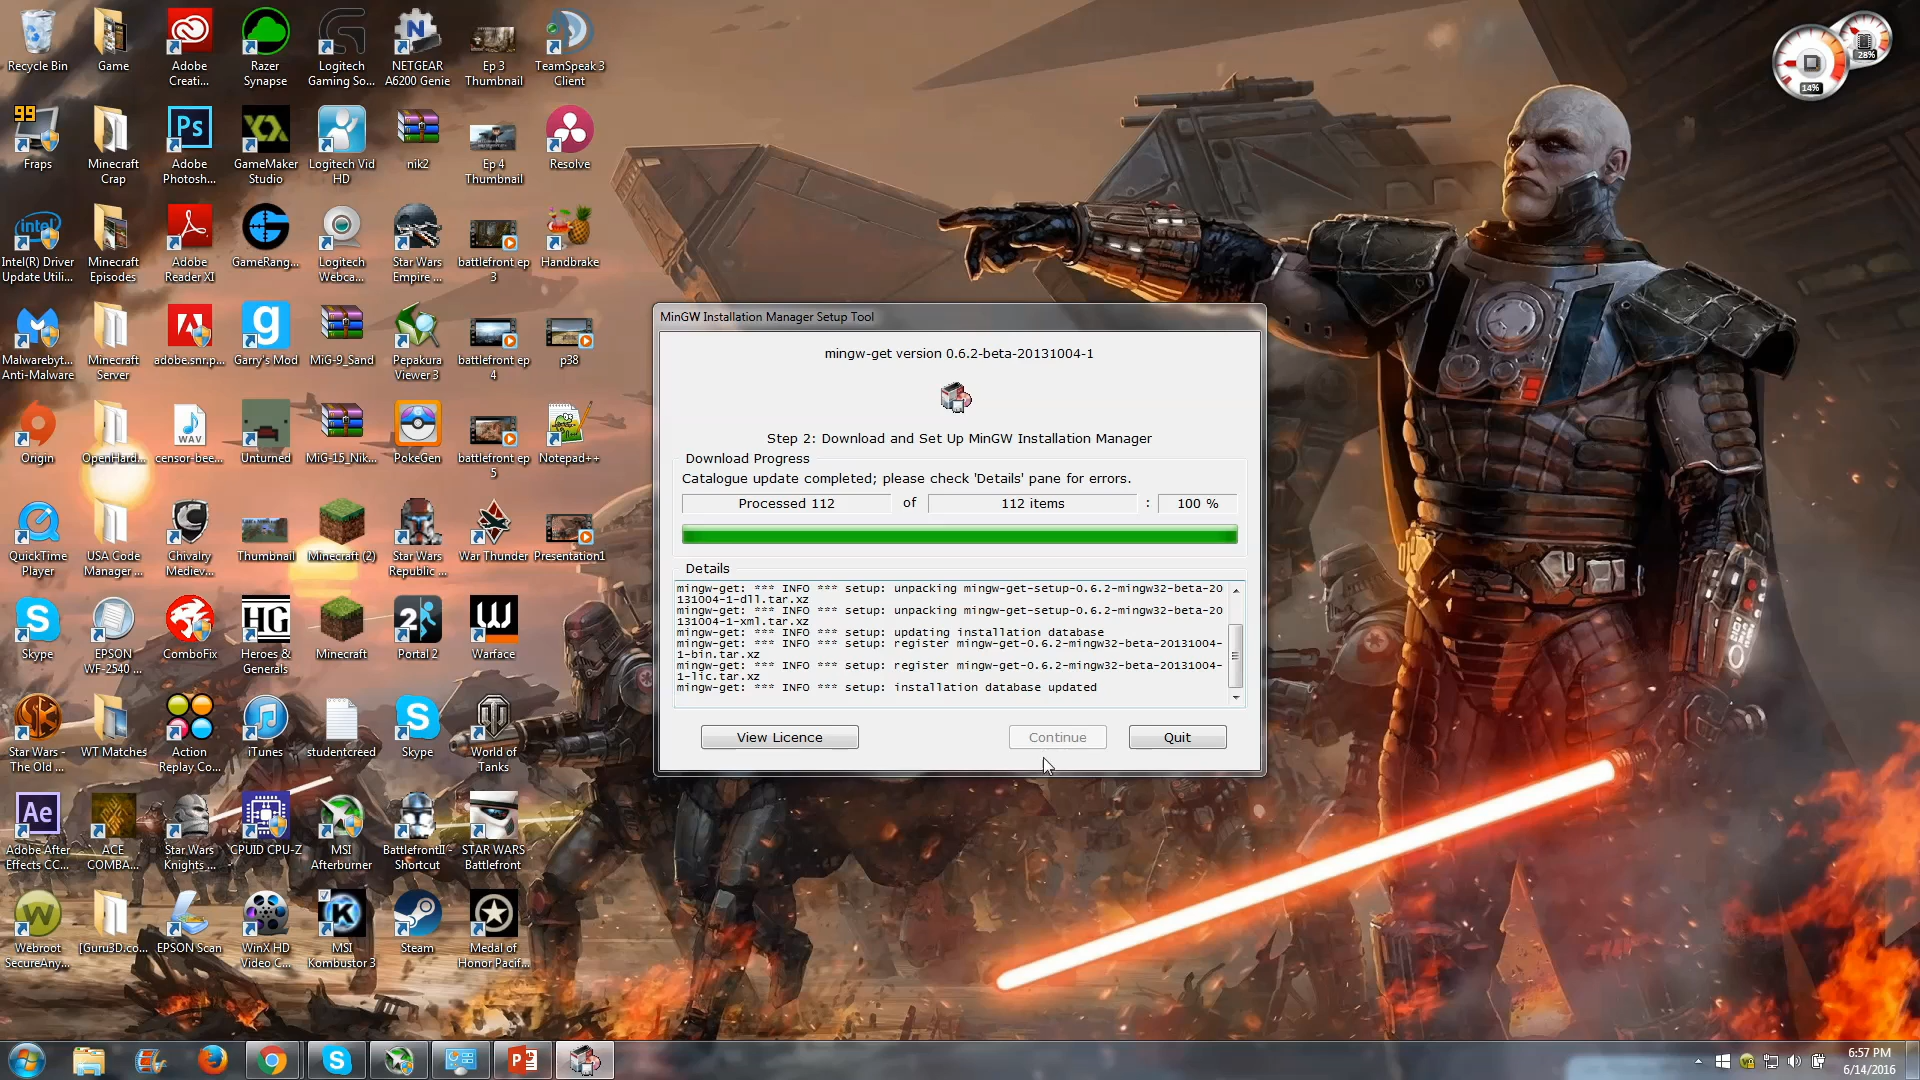 Recycle Bin
Game
Adobe
Creati...
Razer
Synapse
Logitech
Gaming So...
NETGEAR
A6200 Genie
Ep 3
Thumbnail
TeamSpeak 3
Client
99
Fraps
Minecraft
Crap
Ps
Adobe
Photosh...
GameMaker
Studio
Logitech Vid
HD
nik2
Ep 4
Thumbnail
Resolve
intel
Intel(R) Driver
Update Utili...
Minecraft
Episodes
Adobe
Reader XI
GameRang...
Logitech
Webca...
Star Wars
Empire ...
battlefront ep
3
Handbrake
Malwarebyt...
Anti-Malware
Minecraft
Server
adobe.snr.p...
g
Garry's Mod
MiG-9_Sand
Pepakura
Viewer 3
battlefront ep
4
p38
Origin
OpenHard...
WAV
censor-bee...
Unturned
MiG-15_Nik...
PokeGen
battlefront ep
5
Notepad++
QuickTime
Player
USA Code
Manager ...
Chivalry
Mediev...
Thumbnail
Minecraft (2)
Star Wars
Republic ...
War Thunder
Presentation1
Skype
EPSON
WF-2540 ...
ComboFix
HG
Heroes &
Generals
Minecraft
2
Portal 2
W
Warface
Star Wars -
The Old ...
WT Matches
Action
Replay Co...
iTunes
studentcreed
Skype
World of
Tanks
Ae
Adobe After
Effects CC...
ACE
COMBA...
Star Wars
Knights ...
CPUID CPU-Z
MSI
Afterburner
BattlefrontII -
Shortcut
STAR WARS
Battlefront
Webroot
SecureAny...
[Guru3D.co...
EPSON Scan
WinX HD
Video C...
K
MSI
Kombustor 3
Steam
Medal of
Honor Pacif...
28%
14%
MinGW Installation Manager Setup Tool
mingw-get version 0.6.2-beta-20131004-1
Step 2: Download and Set Up MinGW Installation Manager
Download Progress
Catalogue update completed; please check 'Details' pane for errors.
Processed 112 of 112 items : 100 %
Details
mingw-get: *** INFO *** setup: unpacking mingw-get-setup-0.6.2-mingw32-beta-20
131004-1-dll.tar.xz
mingw-get: *** INFO *** setup: unpacking mingw-get-setup-0.6.2-mingw32-beta-20
131004-1-xml.tar.xz
mingw-get: *** INFO *** setup: updating installation database
mingw-get: *** INFO *** setup: register mingw-get-0.6.2-mingw32-beta-20131004-
1-bin.tar.xz
mingw-get: *** INFO *** setup: register mingw-get-0.6.2-mingw32-beta-20131004-
1-lic.tar.xz
mingw-get: *** INFO *** setup: installation database updated
View Licence
Continue
Quit
6:57 PM
6/14/2016